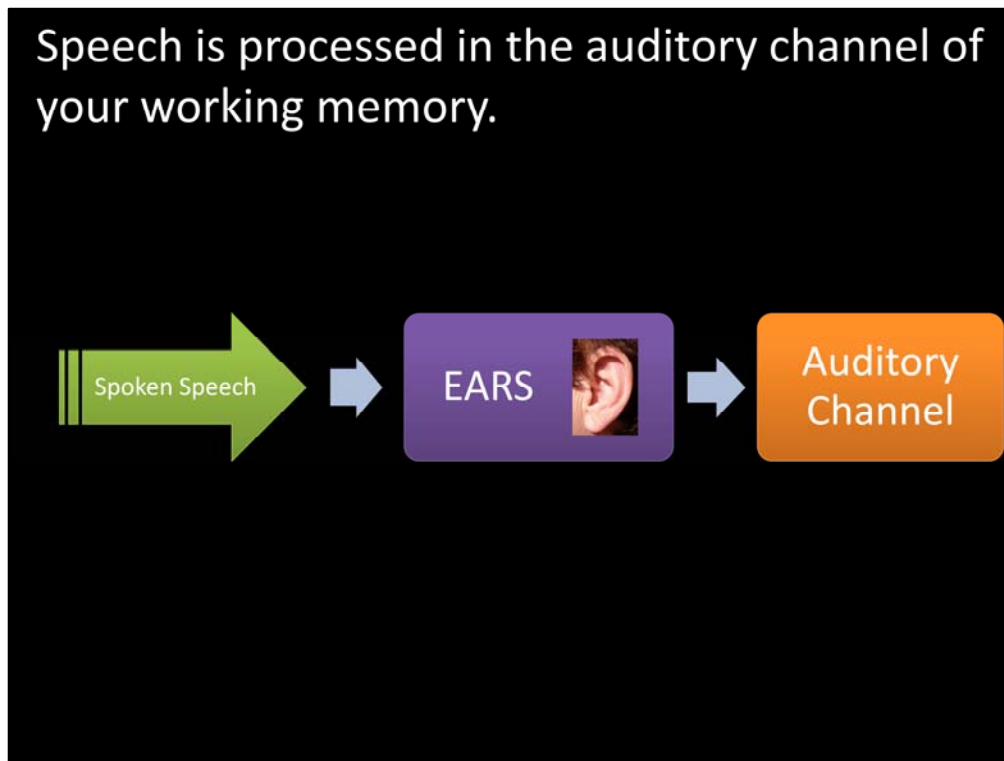 Speech is processed in the auditory channel of
your working memory.
Spoken Speech
EARS
Auditory
Channel